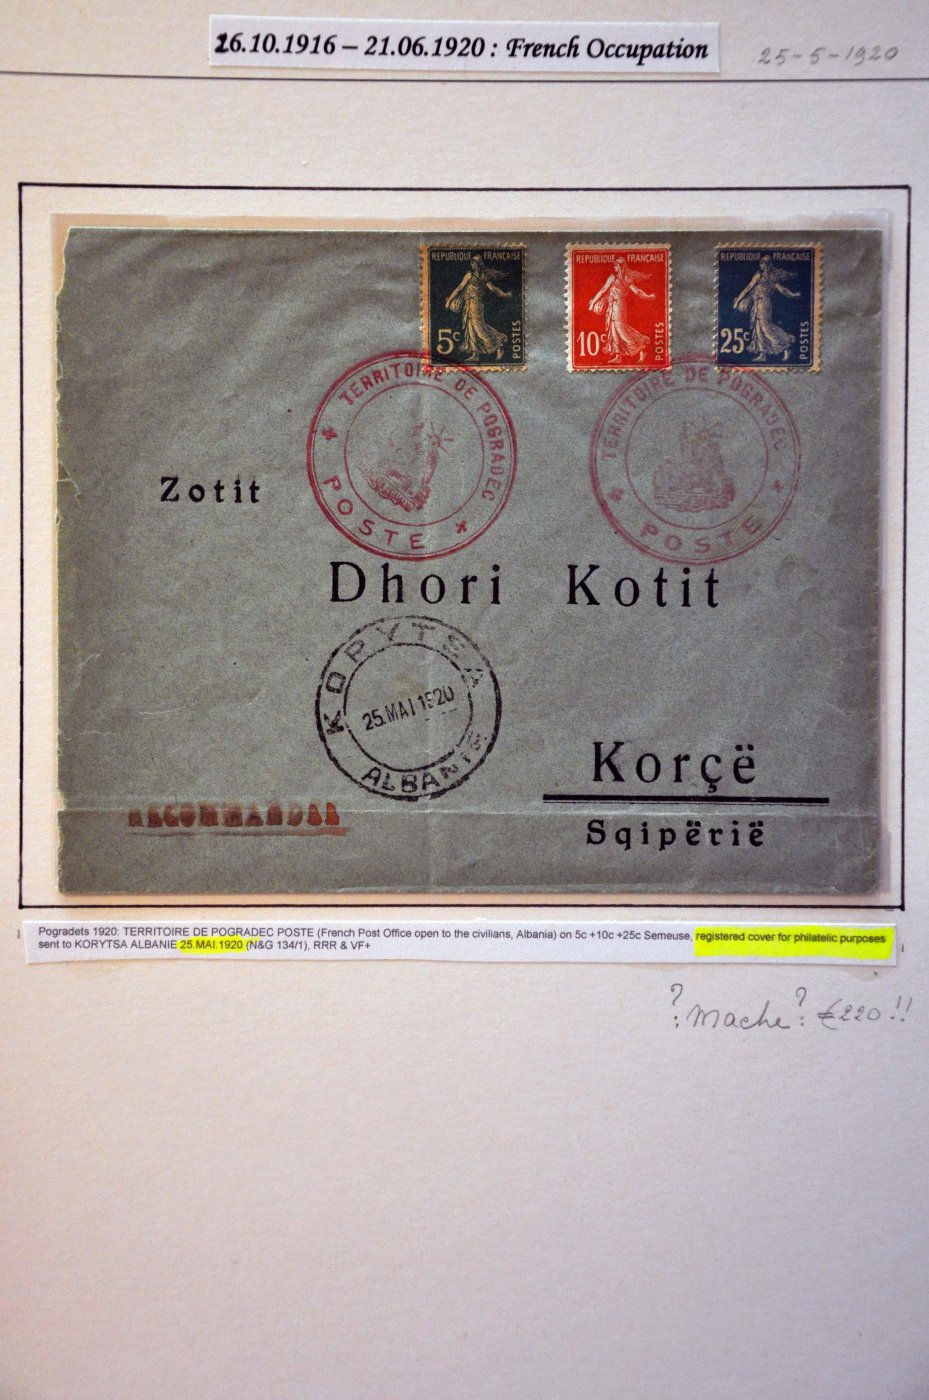 26.10.1916 – 21.06.1920 : French Occupation
25-5-1920
REPUBLIQUE FRANÇAISE
5c
POSTES
REPUBLIQUE FRANÇAISE
10c
POSTES
REPUBLIQUE FRANÇAISE
25c
POSTES
TERRITOIRE DE POGRADEC
POSTE
TERRITOIRE DE POGRADEC
POSTE
Zotit
Dhori Kotit
KORYTSA
25.MAI 1920
ALBANIE
Korçë
Sqipërië
RECOMMANDEE
Pogradets 1920: TERRITOIRE DE POGRADEC POSTE (French Post Office open to the civilians, Albania) on 5c +10c +25c Semeuse, registered cover for philatelic purposes
sent to KORYTSA ALBANIE 25.MAI.1920 (N&G 134/1), RRR & VF+
? Mache ? €220 !!